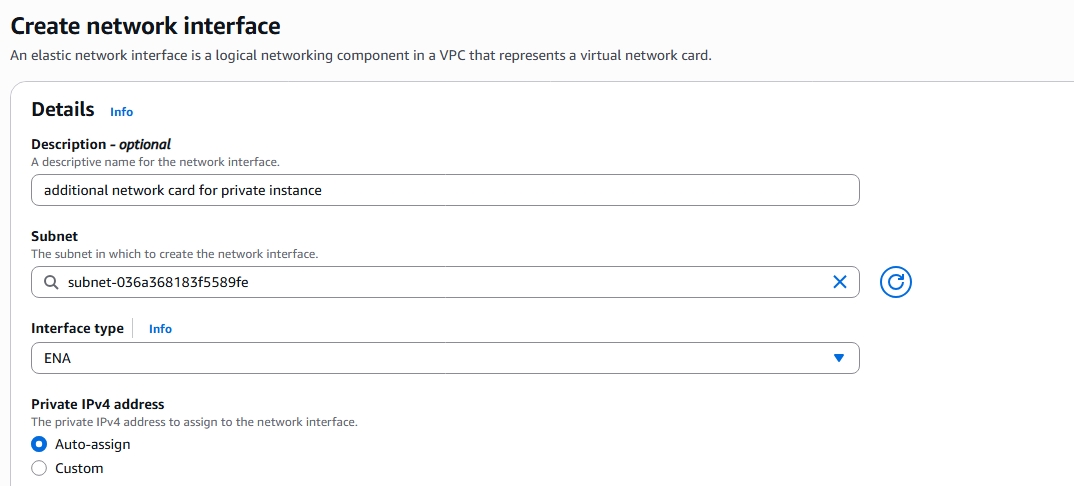 Create network interface
An elastic network interface is a logical networking component in a VPC that represents a virtual network card.
Details Info
Description - optional
A descriptive name for the network interface.
additional network card for private instance
Subnet
The subnet in which to create the network interface.
subnet-036a368183f5589fe
Interface type Info
ENA
Private IPv4 address
The private IPv4 address to assign to the network interface.
Auto-assign
Custom